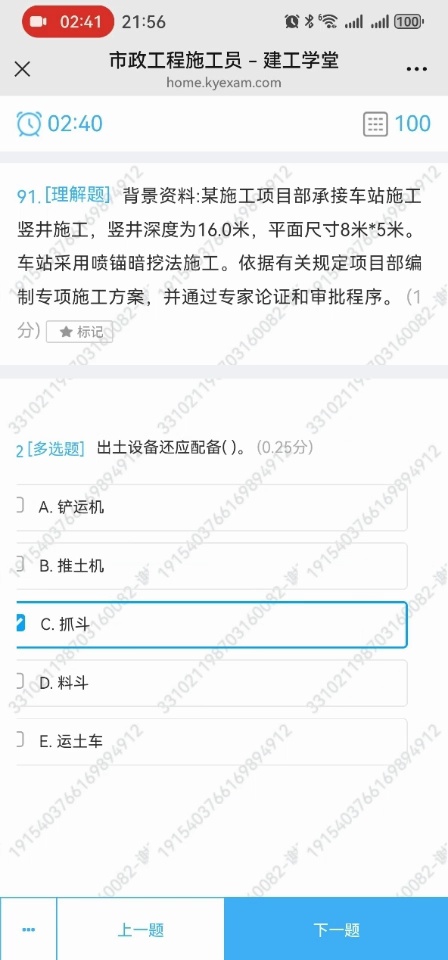 02:41 21:56 100
市政工程施工员 - 建工学堂
home.kyexam.com
02:40 100
91.[理解题] 背景资料:某施工项目部承接车站施工
竖井施工，竖井深度为16.0米，平面尺寸8米*5米。
车站采用喷锚暗挖法施工。依据有关规定项目部编
制专项施工方案，并通过专家论证和审批程序。(1
分) ★ 标记
2 [多选题] 出土设备还应配备( )。 (0.25分)
A. 铲运机
B. 推土机
C. 抓斗
D. 料斗
E. 运土车
上一题 下一题